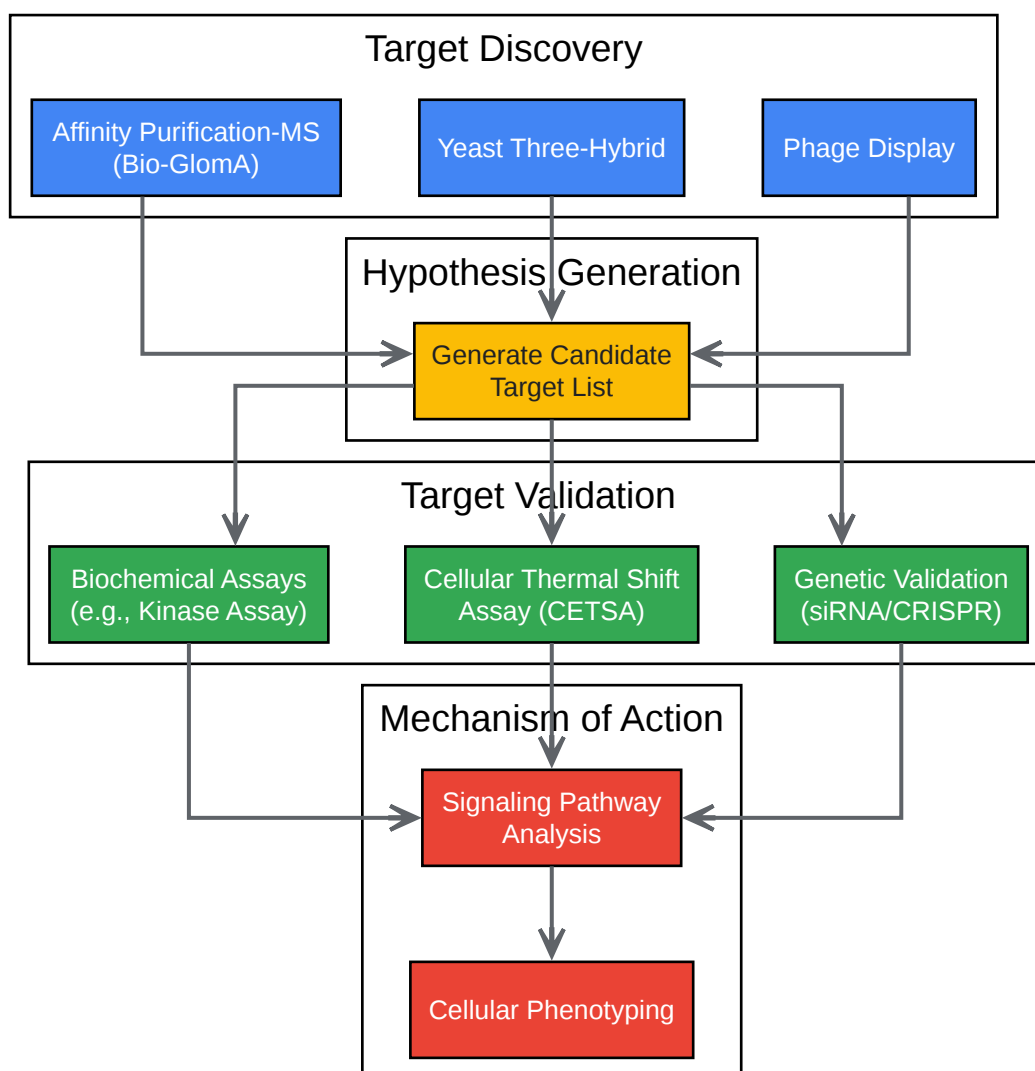 Target Discovery
Affinity Purification-MS
(Bio-GlomA)
Yeast Three-Hybrid
Phage Display
Hypothesis Generation
Generate Candidate
Target List
Target Validation
Biochemical Assays
(e.g., Kinase Assay)
Cellular Thermal Shift
Assay (CETSA)
Genetic Validation
(siRNA/CRISPR)
Mechanism of Action
Signaling Pathway
Analysis
Cellular Phenotyping